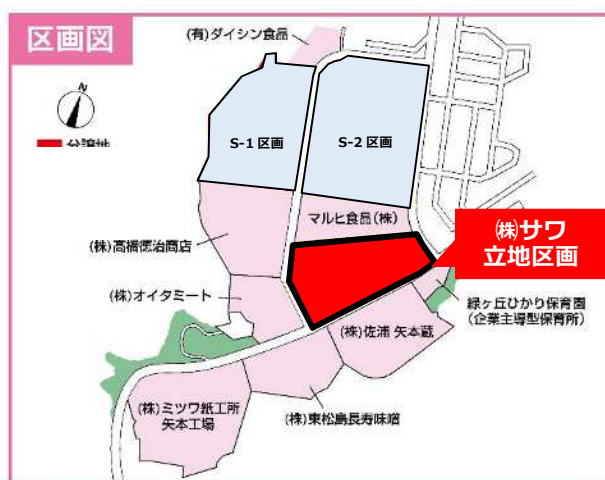 区画図
(有)ダイシン食品
N
分譲地
S-1 区画
S-2 区画
マルヒ食品(株)
㈱サワ
立地区画
(株)高橋徳治商店
(株)オイタミート
緑ヶ丘ひかり保育園
(企業主導型保育所)
(株)佐浦 矢本蔵
(株)ミツワ紙工所
矢本工場
(株)東松島長寿味噌